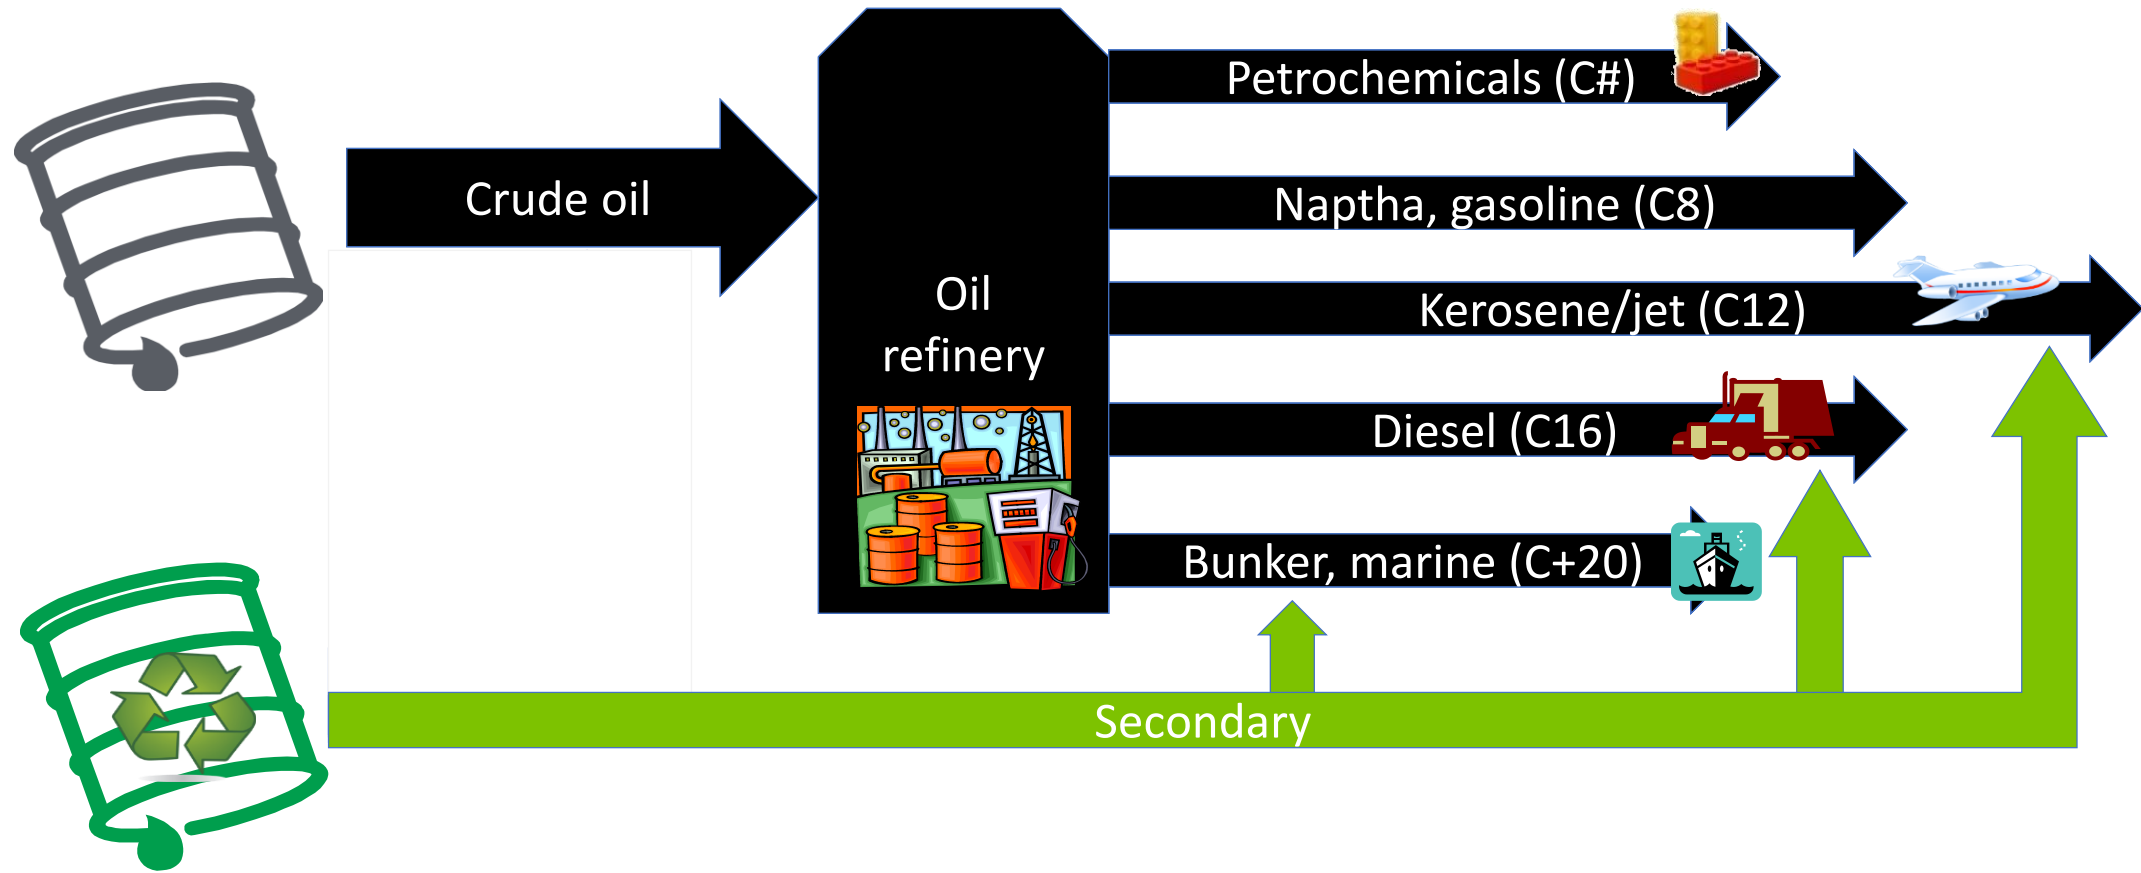 Petrochemicals (C#)
Crude oil
Naptha, gasoline (C8)
Oil
refinery
Kerosene/jet (C12)
Diesel (C16)
Bunker, marine (C+20)
Secondary